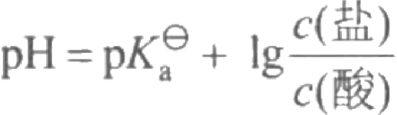 pH = pK_a^⊖ + lg c(盐)/c(酸)